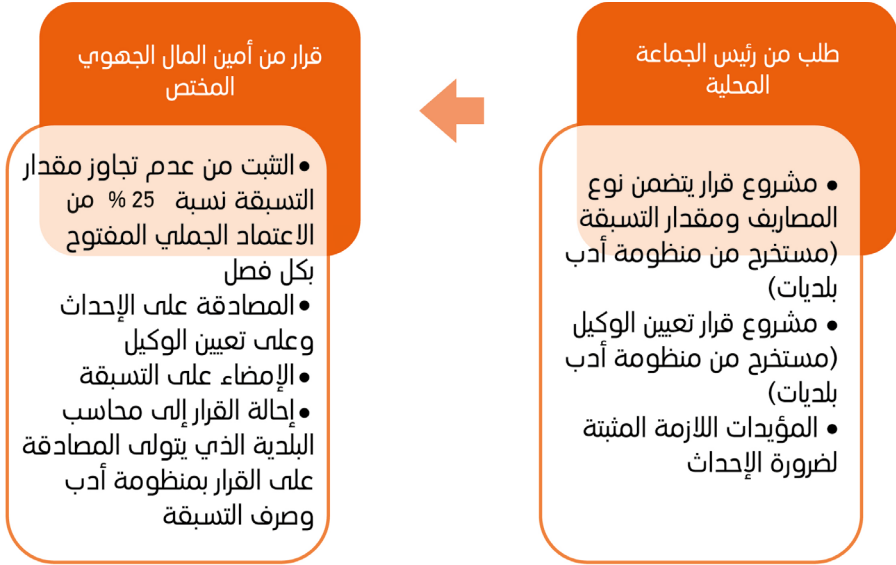 طلب من رئيس الجماعة
المحلية
• مشروع قرار يتضمن نوع
المصاريف ومقدار التسبقة
(مستخرج من منظومة أدب
بلديات)
• مشروع قرار تعيين الوكيل
(مستخرج من منظومة أدب
بلديات)
• المؤيدات اللازمة المثبتة
لضرورة الإحداث
قرار من أمين المال الجهوي
المختص
•التثبت من عدم تجاوز مقدار
التسبقة نسبة 25 % من
الاعتماد الجملي المفتوح
بكل فصل
•المصادقة على الإحداث
وعلى تعيين الوكيل
•الإمضاء على التسبقة
•إحالة القرار إلى محاسب
البلدية الذي يتولى المصادقة
على القرار بمنظومة أدب
وصرف التسبقة